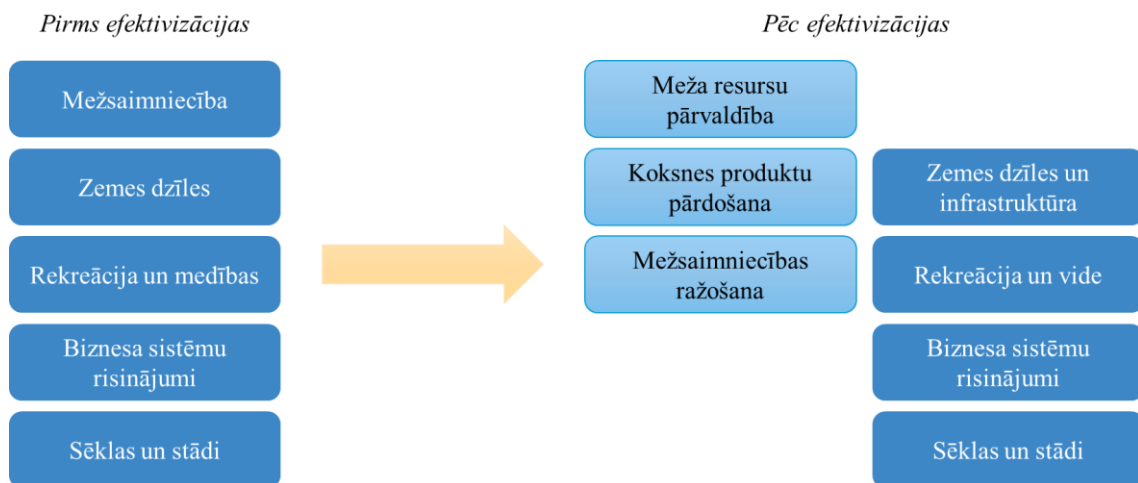 Pirms efektivizācijas
Mežsaimniecība
Zemes dzīles
Rekreācija un medības
Biznesa sistēmu
risinājumi
Sēklas un stādi
Pēc efektivizācijas
Meža resursu
pārvaldība
Koksnes produktu
pārdošana
Mežsaimniecības
ražošana
Zemes dzīles un
infrastruktūra
Rekreācija un vide
Biznesa sistēmu
risinājumi
Sēklas un stādi